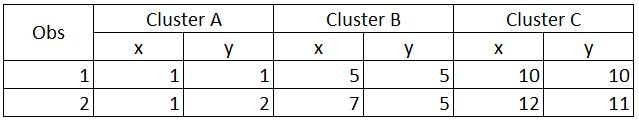 Obs Cluster A Cluster B Cluster C
x y x y x y
1 1 1 5 5 10 10
2 1 2 7 5 12 11